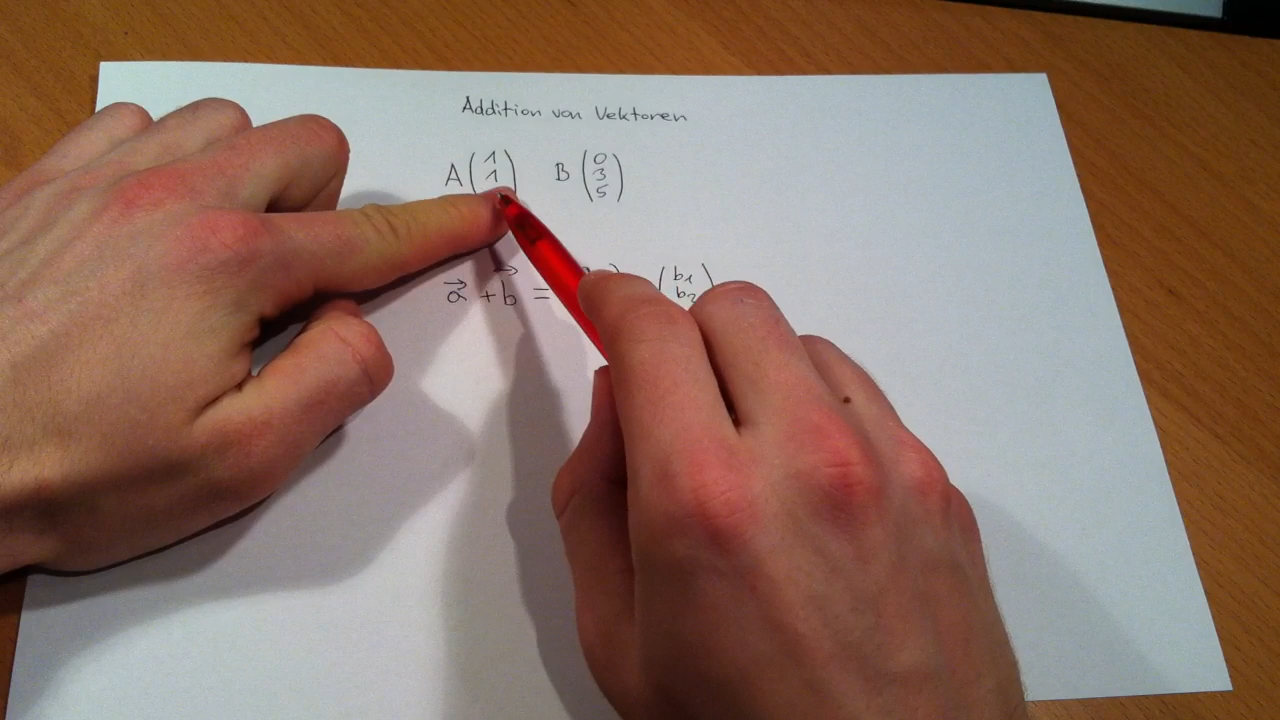 Addition von Vektoren
A (1 1 B (0 3 5)
a⃗ + b⃗ = (b₁ b₂